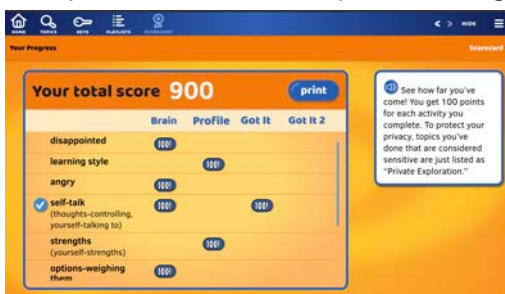 HOME TOPICS KEYS PLAYLISTS SCORECARD
< > HIDE
Your Progress
Scorecard
Your total score 900
print
Brain Profile Got It Got It 2
disappointed 100!
learning style 100!
angry 100!
self-talk 100! 100!
(thoughts-controlling,
yourself-talking to)
strengths 100!
(yourself-strengths)
options-weighing 100!
them
See how far you've
come! You get 100 points
for each activity you
complete. To protect your
privacy, topics you've
done that are considered
sensitive are just listed as
"Private Exploration."